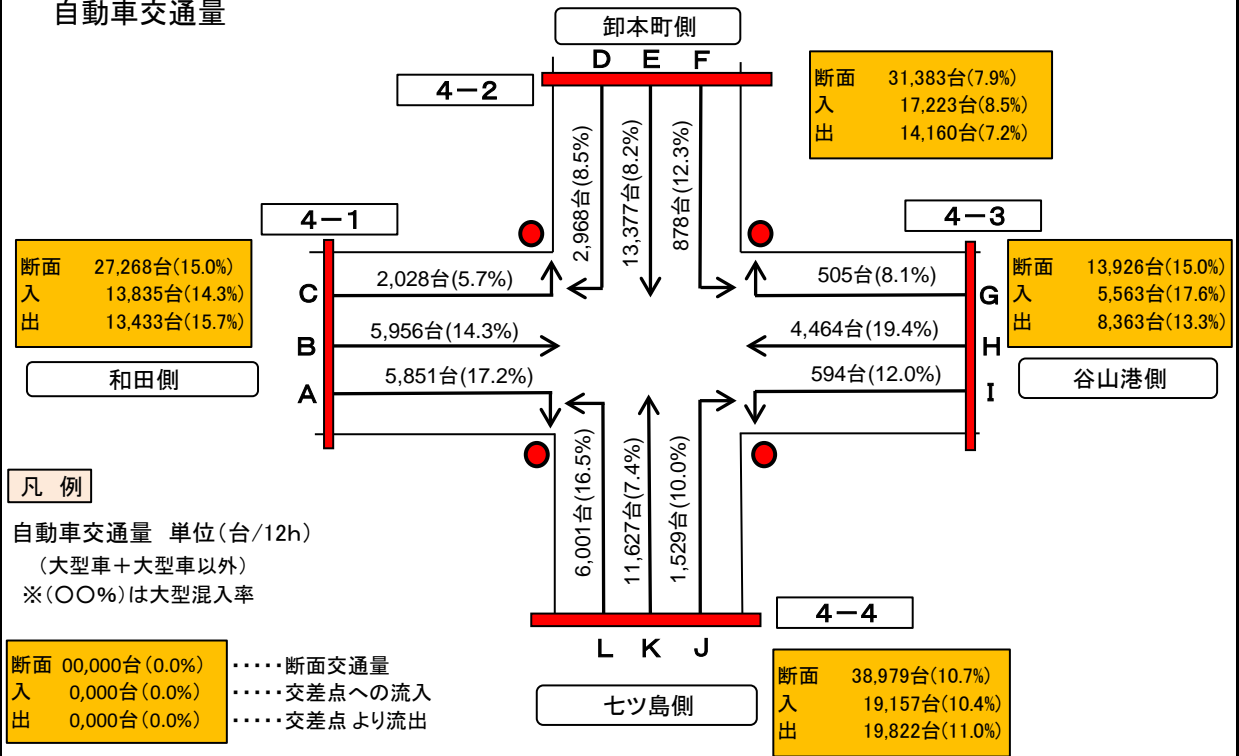 自動車交通量
卸本町側
D E F
4－2
断面 31,383台(7.9%)
入 17,223台(8.5%)
出 14,160台(7.2%)
2,968台(8.5%)
13,377台(8.2%)
878台(12.3%)
4－1
4－3
断面 27,268台(15.0%)
入 13,835台(14.3%)
出 13,433台(15.7%)
和田側
C 2,028台(5.7%)
B 5,956台(14.3%)
A 5,851台(17.2%)
505台(8.1%) G
4,464台(19.4%) H
594台(12.0%) I
断面 13,926台(15.0%)
入 5,563台(17.6%)
出 8,363台(13.3%)
谷山港側
6,001台(16.5%)
11,627台(7.4%)
1,529台(10.0%)
L K J
4－4
七ツ島側
断面 38,979台(10.7%)
入 19,157台(10.4%)
出 19,822台(11.0%)
凡 例
自動車交通量 単位(台/12h)
(大型車＋大型車以外)
※(〇〇%)は大型混入率
断面 00,000台(0.0%) ・・・・・断面交通量
入 0,000台(0.0%) ・・・・・交差点への流入
出 0,000台(0.0%) ・・・・・交差点より流出